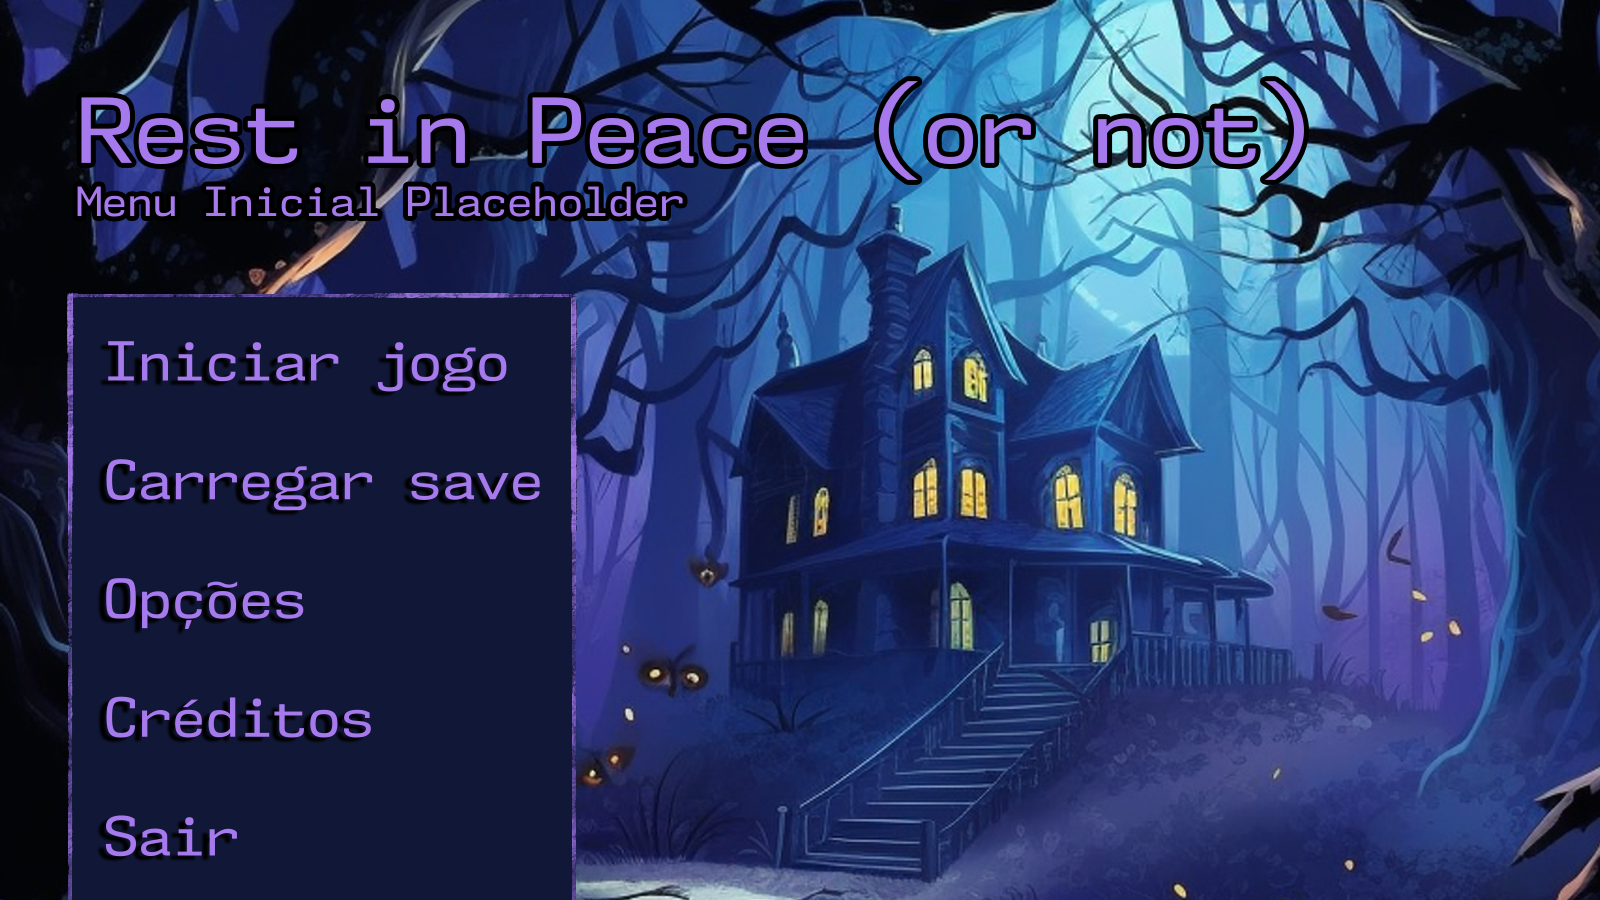 Rest in Peace (or not)
Menu Inicial Placeholder
Iniciar jogo
Carregar save
Opções
Créditos
Sair